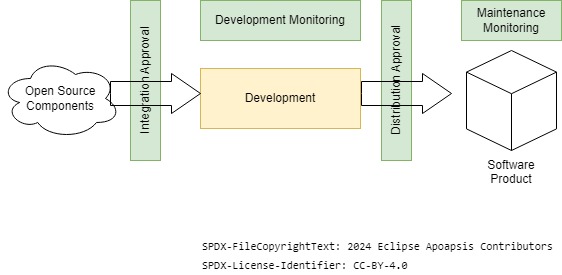 Open Source
Components
Integration Approval
Development Monitoring
Development
Distribution Approval
Maintenance
Monitoring
Software
Product
SPDX-FileCopyrightText: 2024 Eclipse Apoapsis Contributors
SPDX-License-Identifier: CC-BY-4.0